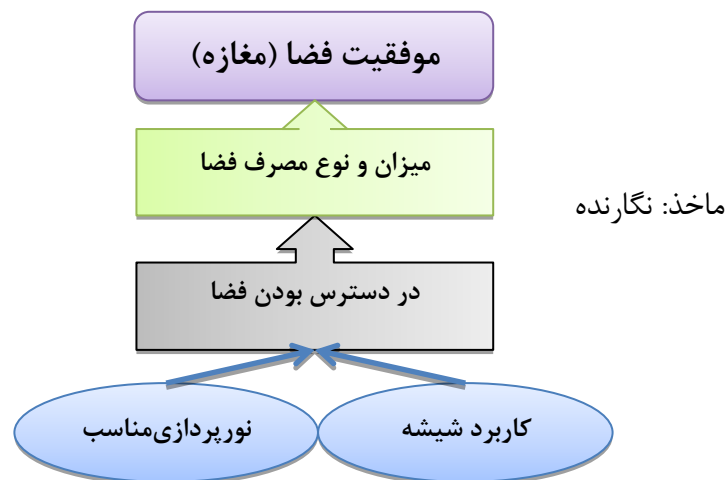 موفقیت فضا (مغازه)
میزان و نوع مصرف فضا
ماخذ: نگارنده
در دسترس بودن فضا
کاربرد شیشه
نورپردازی‌مناسب